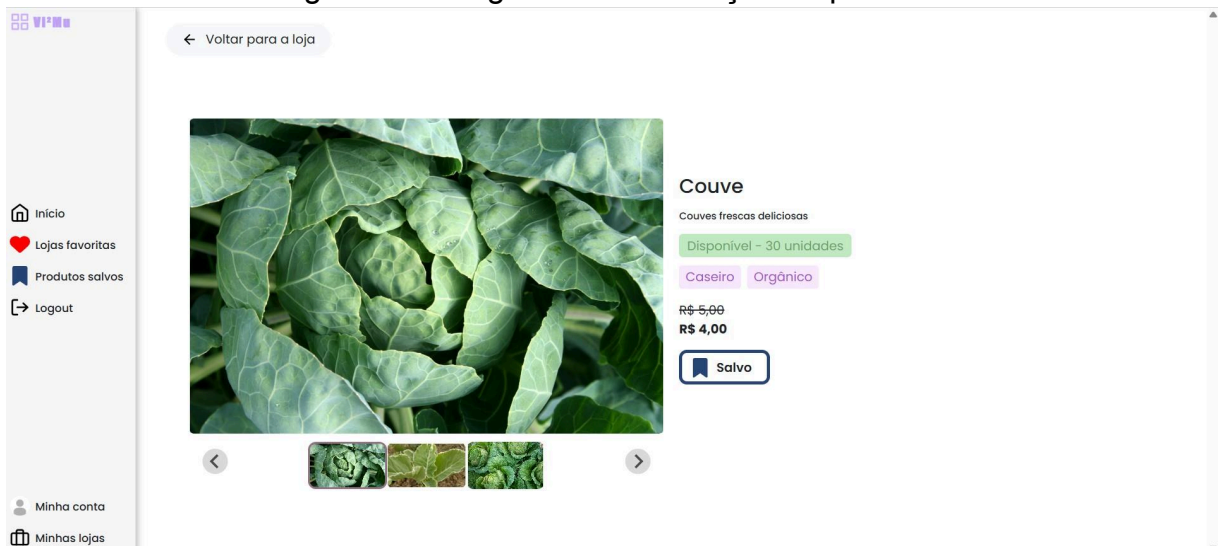 Voltar para a loja
Início
Lojas favoritas
Produtos salvos
Logout
Minha conta
Minhas lojas
Couve
Couves frescas deliciosas
Disponível - 30 unidades
Caseiro Orgânico
R$ 5,00
R$ 4,00
Salvo